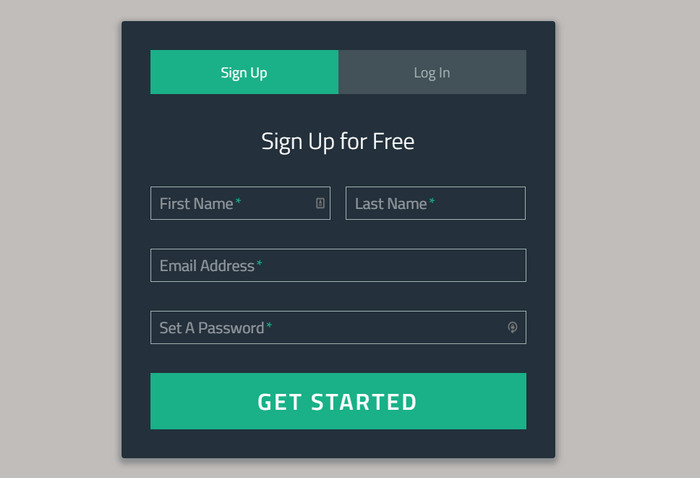 Sign Up Log In
Sign Up for Free
First Name* Last Name*
Email Address*
Set A Password*
GET STARTED